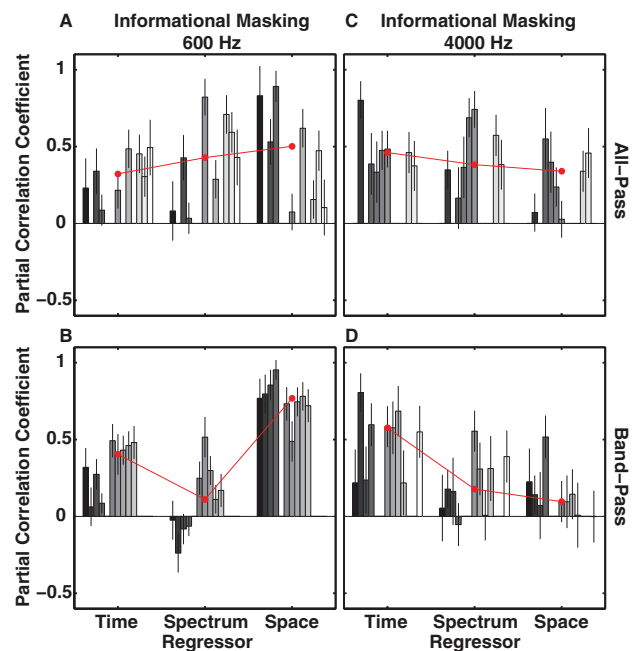 A Informational Masking 600 Hz
C Informational Masking 4000 Hz
Partial Correlation Coefficient
1
0.5
0
−0.5
All−Pass
B
D
Partial Correlation Coefficient
1
0.5
0
−0.5
Band−Pass
Time Spectrum Space
Regressor
Time Spectrum Space
Regressor